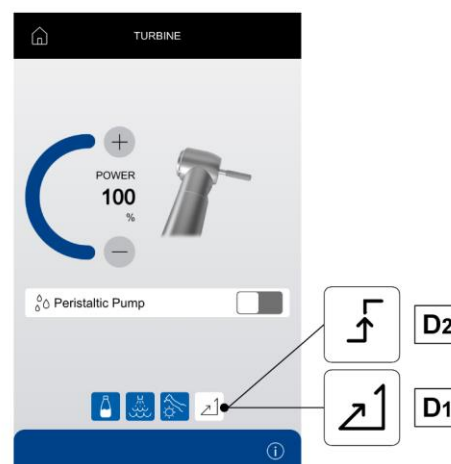 TURBINE
POWER
100
%
Peristaltic Pump
D2
D1